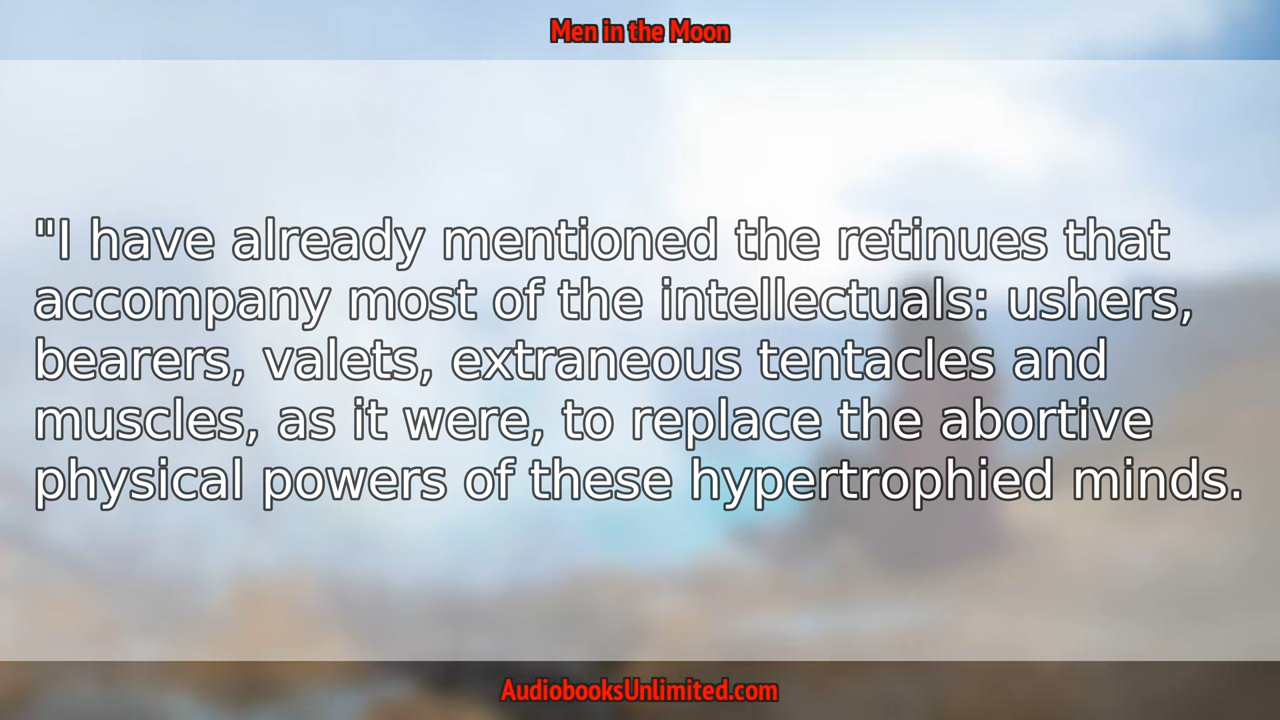 Men in the Moon
"I have already mentioned the retinues that
accompany most of the intellectuals: ushers,
bearers, valets, extraneous tentacles and
muscles, as it were, to replace the abortive
physical powers of these hypertrophied minds.
AudiobooksUnlimited.com